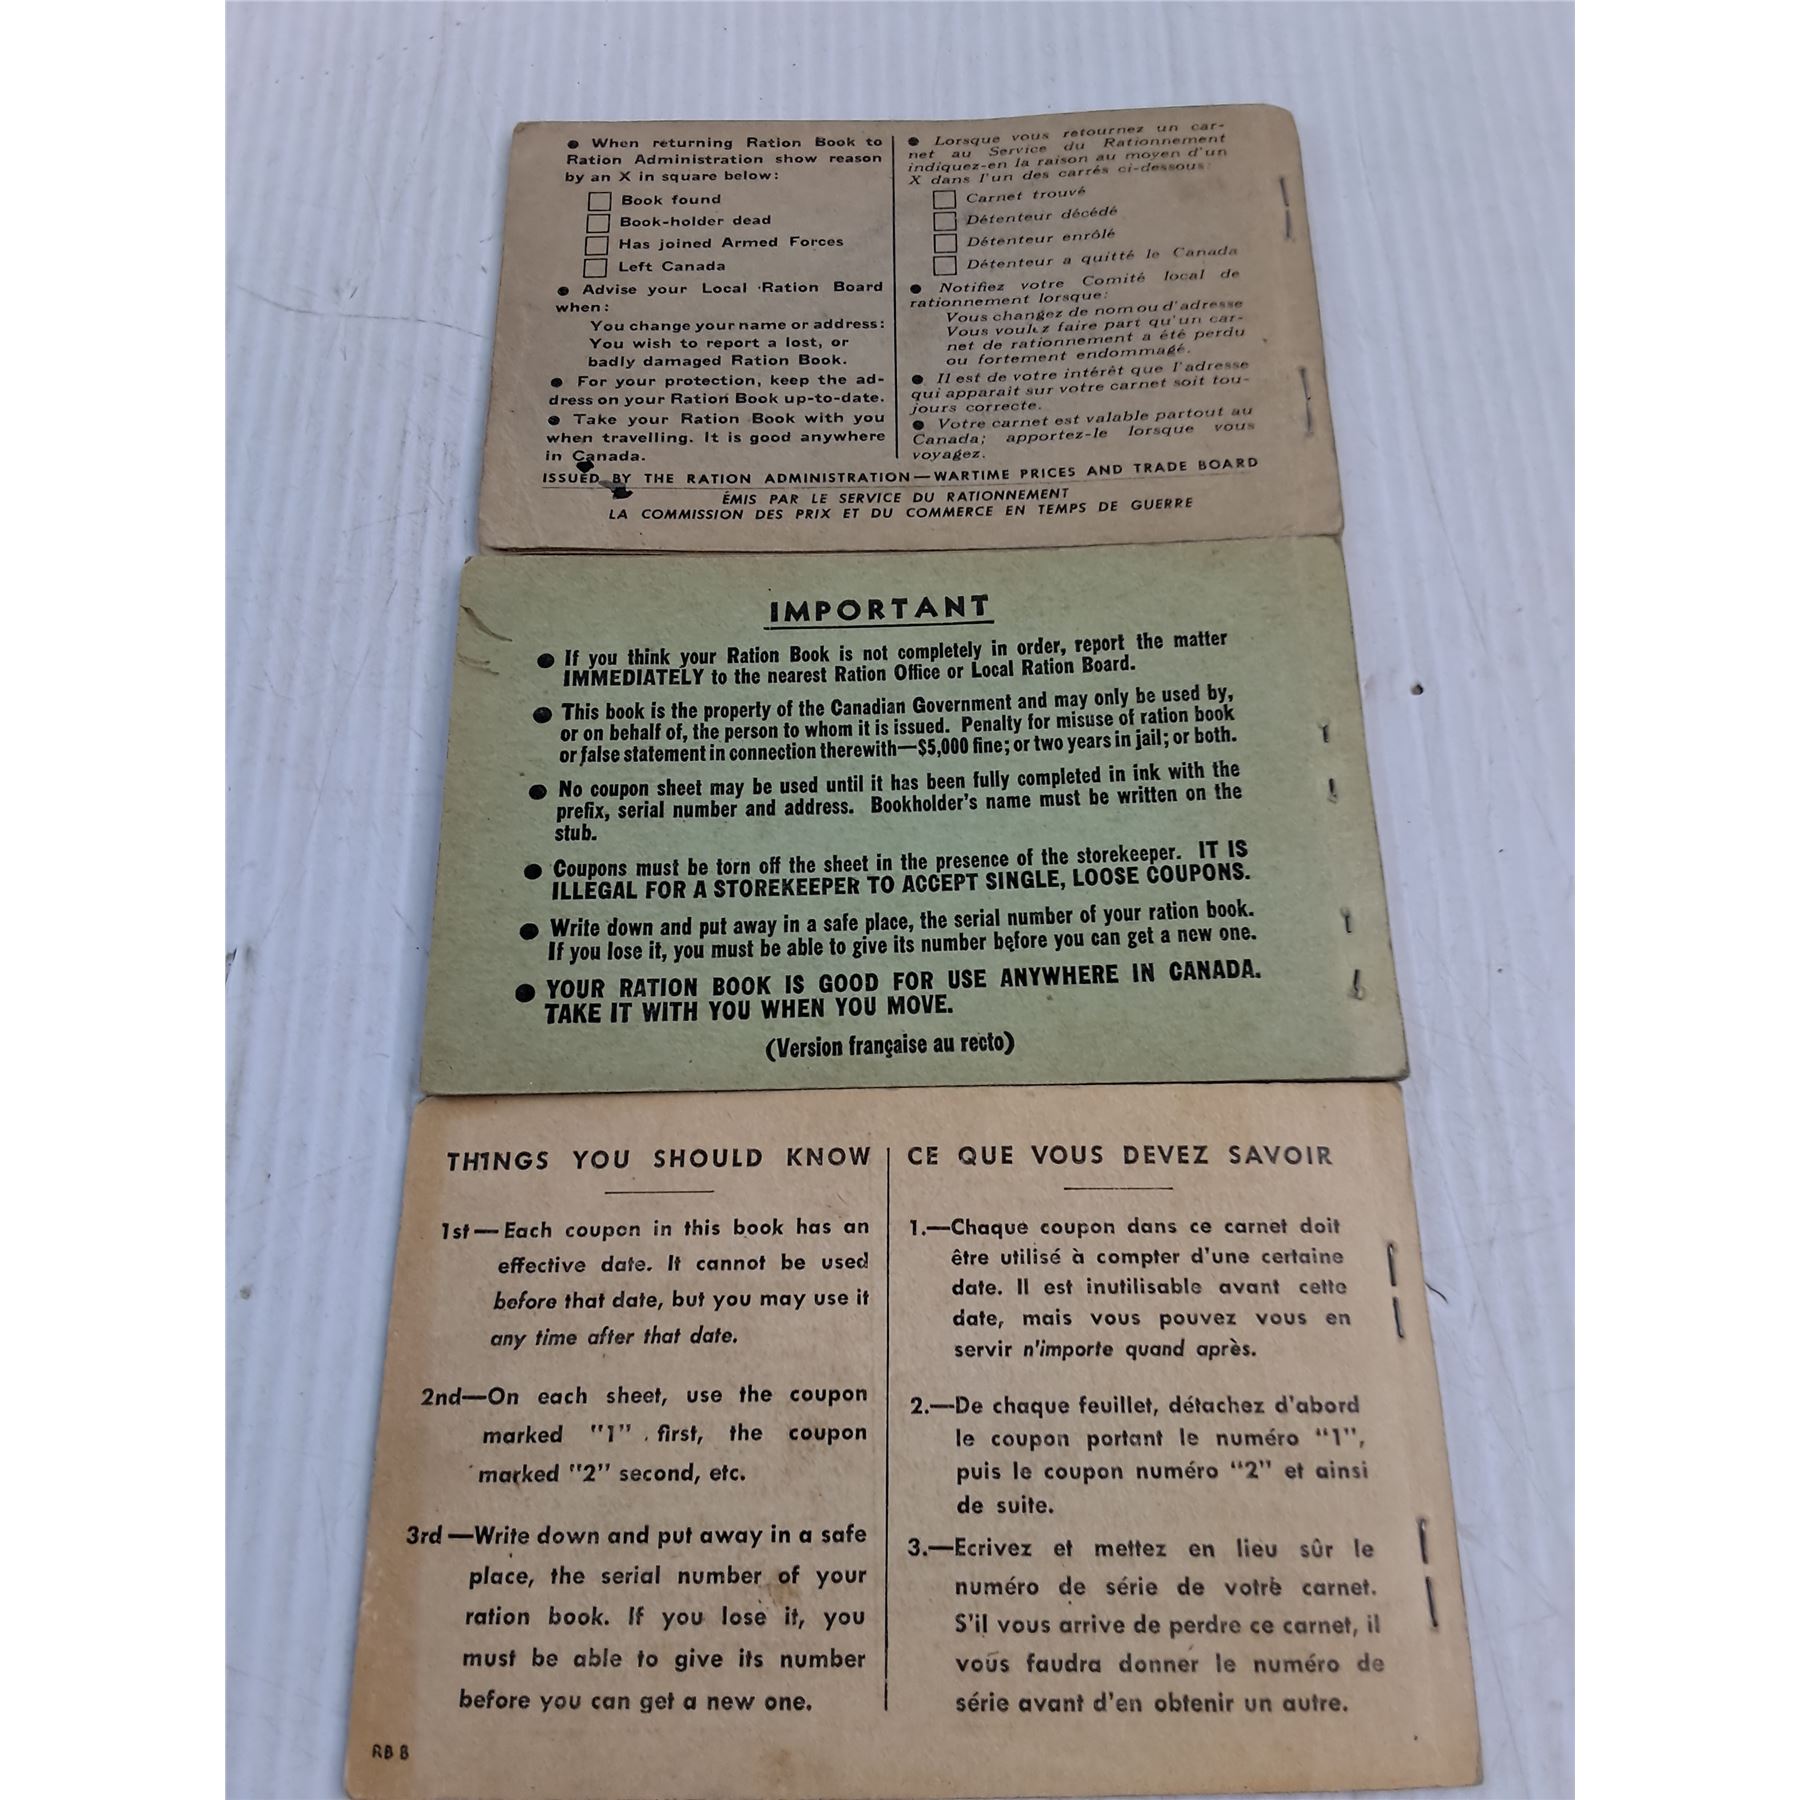 ● When returning Ration Book to
Ration Administration show reason
by an X in square below:
Book found
Book-holder dead
Has joined Armed Forces
Left Canada
● Advise your Local Ration Board
when:
You change your name or address:
You wish to report a lost, or
badly damaged Ration Book.
● For your protection, keep the ad-
dress on your Ration Book up-to-date.
● Take your Ration Book with you
when travelling. It is good anywhere
in Canada.
● Lorsque vous retournez un car-
net au Service du Rationnement
indiquez-en la raison au moyen d'un
X dans l'un des carrés ci-dessous:
Carnet trouvé
Détenteur décédé
Détenteur enrôlé
Détenteur a quitté le Canada
● Notifiez votre Comité local de
rationnement lorsque:
Vous changez de nom ou d'adresse
Vous voulez faire part qu'un car-
net de rationnement a été perdu
ou fortement endommagé.
● Il est de votre intérêt que l'adresse
qui apparait sur votre carnet soit tou-
jours correcte.
● Votre carnet est valable partout au
Canada; apportez-le lorsque vous
voyagez.
ISSUED BY THE RATION ADMINISTRATION—WARTIME PRICES AND TRADE BOARD
ÉMIS PAR LE SERVICE DU RATIONNEMENT
LA COMMISSION DES PRIX ET DU COMMERCE EN TEMPS DE GUERRE
IMPORTANT
● If you think your Ration Book is not completely in order, report the matter
IMMEDIATELY to the nearest Ration Office or Local Ration Board.
● This book is the property of the Canadian Government and may only be used by,
or on behalf of, the person to whom it is issued. Penalty for misuse of ration book
or false statement in connection therewith—$5,000 fine; or two years in jail; or both.
● No coupon sheet may be used until it has been fully completed in ink with the
prefix, serial number and address. Bookholder's name must be written on the
stub.
● Coupons must be torn off the sheet in the presence of the storekeeper. IT IS
ILLEGAL FOR A STOREKEEPER TO ACCEPT SINGLE, LOOSE COUPONS.
● Write down and put away in a safe place, the serial number of your ration book.
If you lose it, you must be able to give its number before you can get a new one.
● YOUR RATION BOOK IS GOOD FOR USE ANYWHERE IN CANADA.
TAKE IT WITH YOU WHEN YOU MOVE.
(Version française au recto)
THINGS YOU SHOULD KNOW
1st—Each coupon in this book has an
effective date. It cannot be used
before that date, but you may use it
any time after that date.
2nd—On each sheet, use the coupon
marked "1" first, the coupon
marked "2" second, etc.
3rd—Write down and put away in a safe
place, the serial number of your
ration book. If you lose it, you
must be able to give its number
before you can get a new one.
RB B
CE QUE VOUS DEVEZ SAVOIR
1.—Chaque coupon dans ce carnet doit
être utilisé à compter d'une certaine
date. Il est inutilisable avant cette
date, mais vous pouvez vous en
servir n'importe quand après.
2.—De chaque feuillet, détachez d'abord
le coupon portant le numéro "1",
puis le coupon numéro "2" et ainsi
de suite.
3.—Ecrivez et mettez en lieu sûr le
numéro de série de votre carnet.
S'il vous arrive de perdre ce carnet, il
vous faudra donner le numéro de
série avant d'en obtenir un autre.